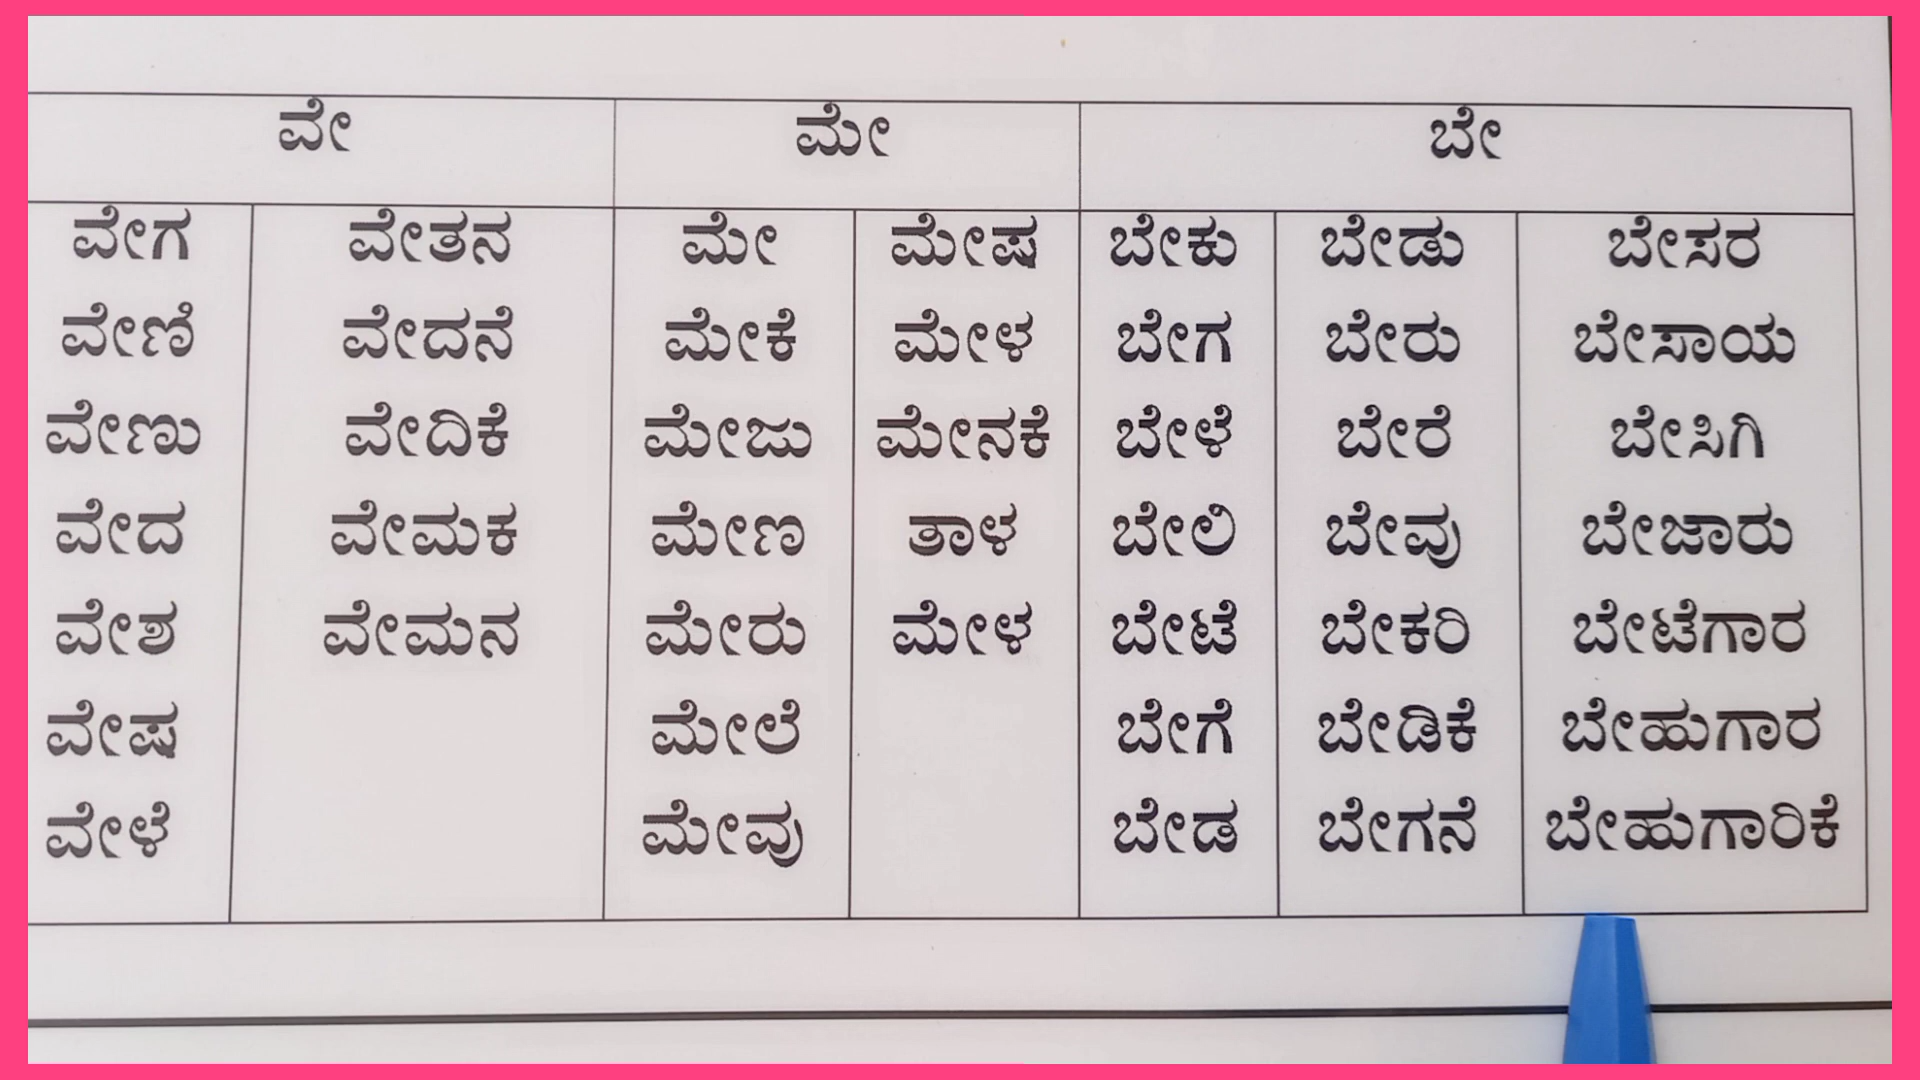 ವೇ ಮೇ ಬೇ
ವೇಗ ವೇತನ ಮೇ ಮೇಷ ಬೇಕು ಬೇಡು ಬೇಸರ
ವೇಣಿ ವೇದನೆ ಮೇಕೆ ಮೇಳ ಬೇಗ ಬೇರು ಬೇಸಾಯ
ವೇಣು ವೇದಿಕೆ ಮೇಜು ಮೇನಕೆ ಬೇಳೆ ಬೇರೆ ಬೇಸಿಗಿ
ವೇದ ವೇಮಕ ಮೇಣ ತಾಳ ಬೇಲಿ ಬೇವು ಬೇಜಾರು
ವೇಶ ವೇಮನ ಮೇರು ಮೇಳ ಬೇಟೆ ಬೇಕರಿ ಬೇಟೆಗಾರ
ವೇಷ ಮೇಲೆ ಬೇಗೆ ಬೇಡಿಕೆ ಬೇಹುಗಾರ
ವೇಳೆ ಮೇವು ಬೇಡ ಬೇಗನೆ ಬೇಹುಗಾರಿಕೆ